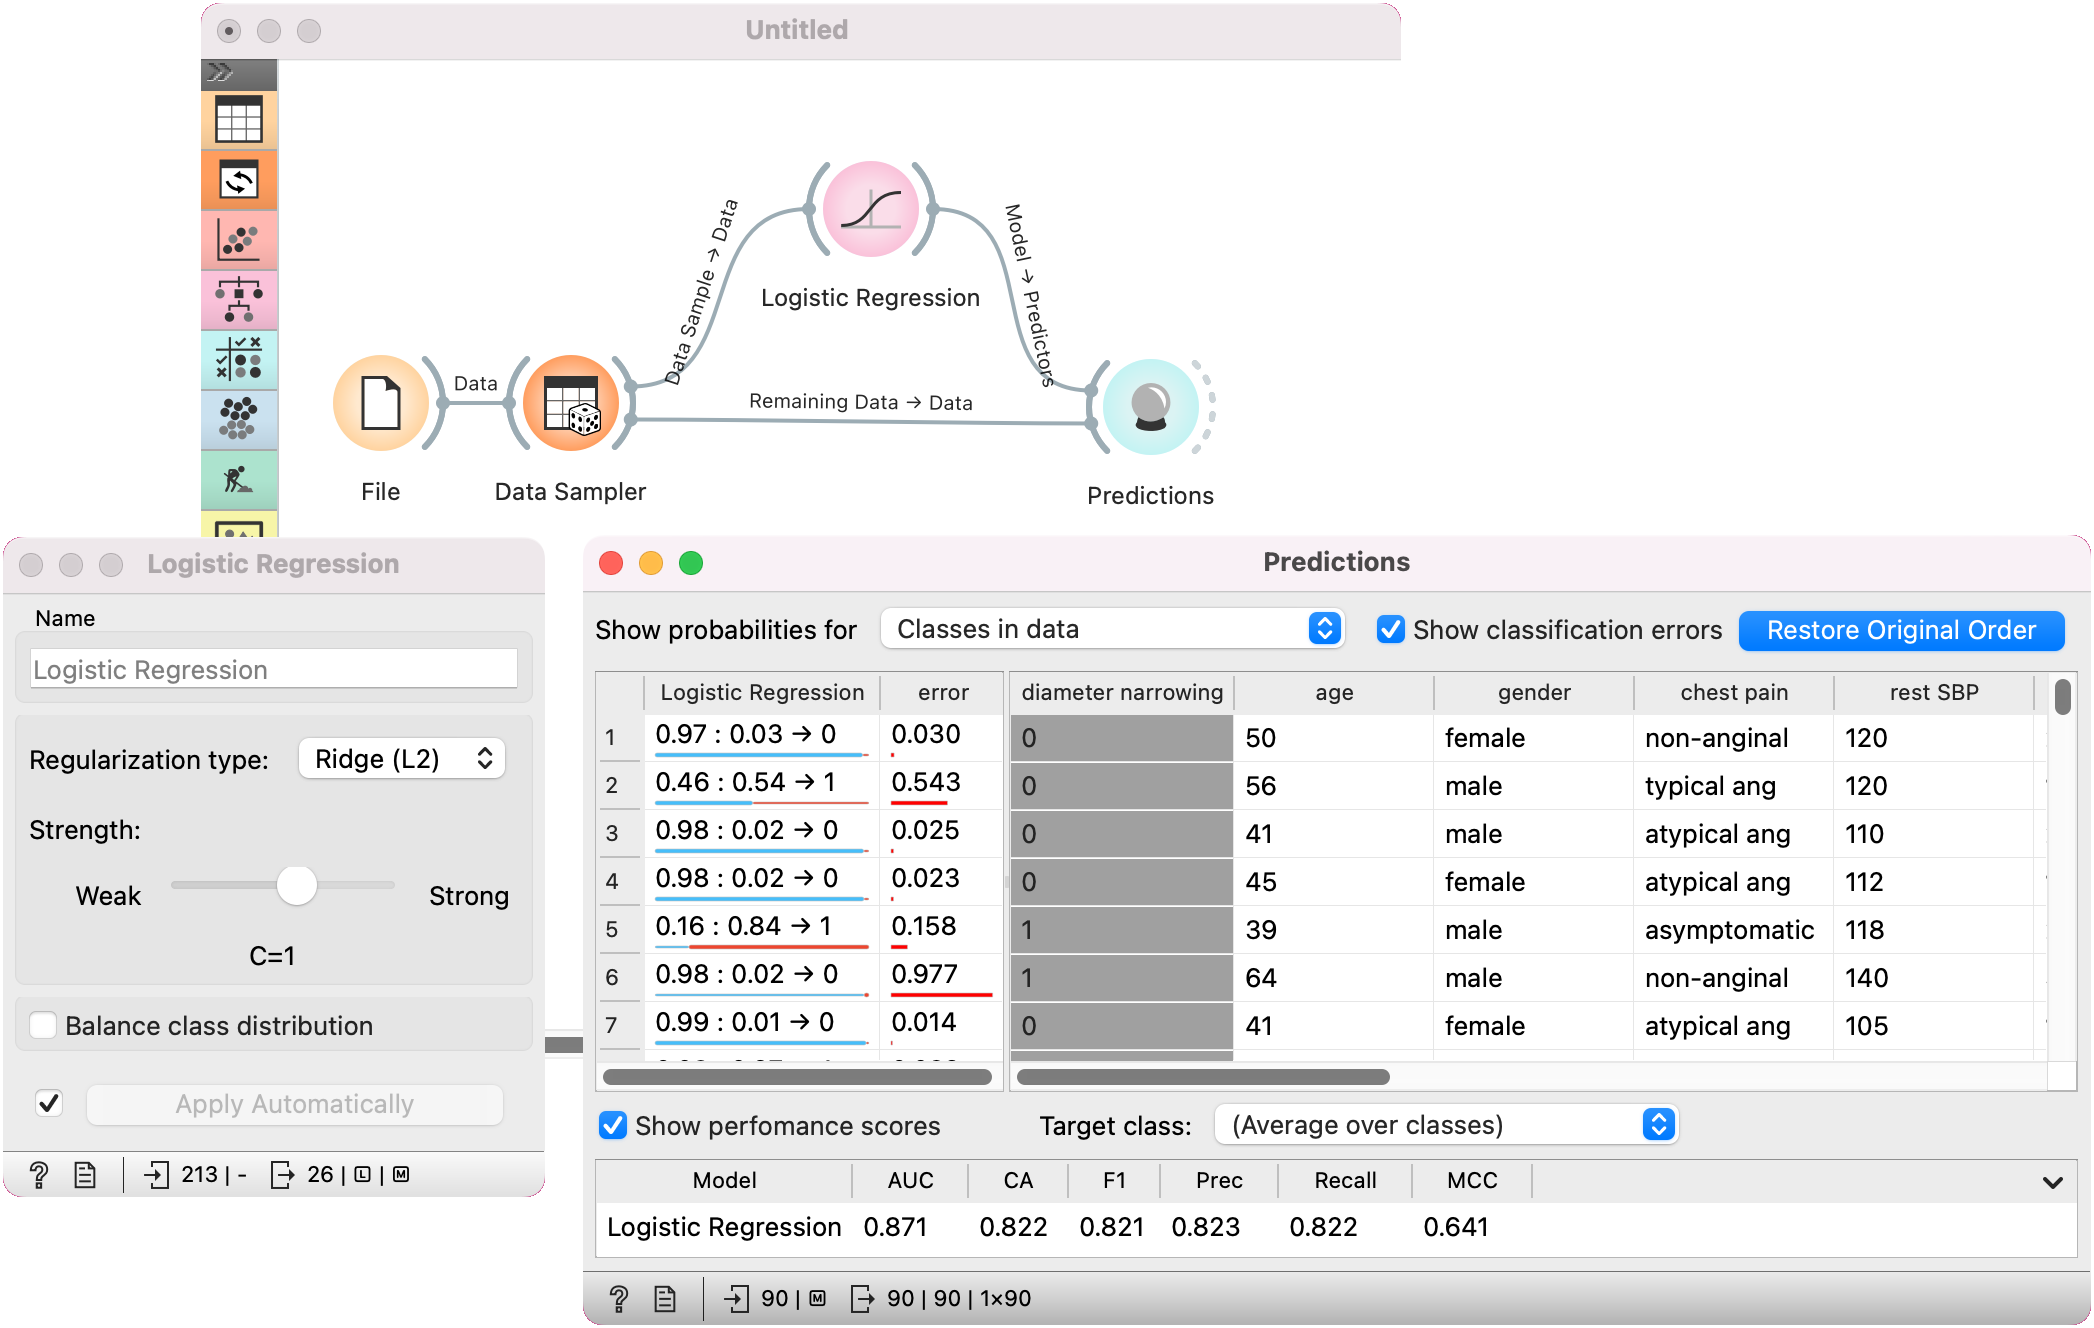 Untitled
Data Sample → Data
Model → Predictors
Logistic Regression
Data
Remaining Data → Data
File
Data Sampler
Predictions
Logistic Regression
Name
Logistic Regression
Regularization type: Ridge (L2)
Strength:
Weak Strong
C=1
Balance class distribution
Apply Automatically
? 213 | - 26 | L | M
Predictions
Show probabilities for Classes in data Show classification errors Restore Original Order
Logistic Regression error diameter narrowing age gender chest pain rest SBP
1 0.97 : 0.03 → 0 0.030 0 50 female non-anginal 120
2 0.46 : 0.54 → 1 0.543 0 56 male typical ang 120
3 0.98 : 0.02 → 0 0.025 0 41 male atypical ang 110
4 0.98 : 0.02 → 0 0.023 0 45 female atypical ang 112
5 0.16 : 0.84 → 1 0.158 1 39 male asymptomatic 118
6 0.98 : 0.02 → 0 0.977 1 64 male non-anginal 140
7 0.99 : 0.01 → 0 0.014 0 41 female atypical ang 105
Show perfomance scores Target class: (Average over classes)
Model AUC CA F1 Prec Recall MCC
Logistic Regression 0.871 0.822 0.821 0.823 0.822 0.641
? 90 | M 90 | 90 | 1×90